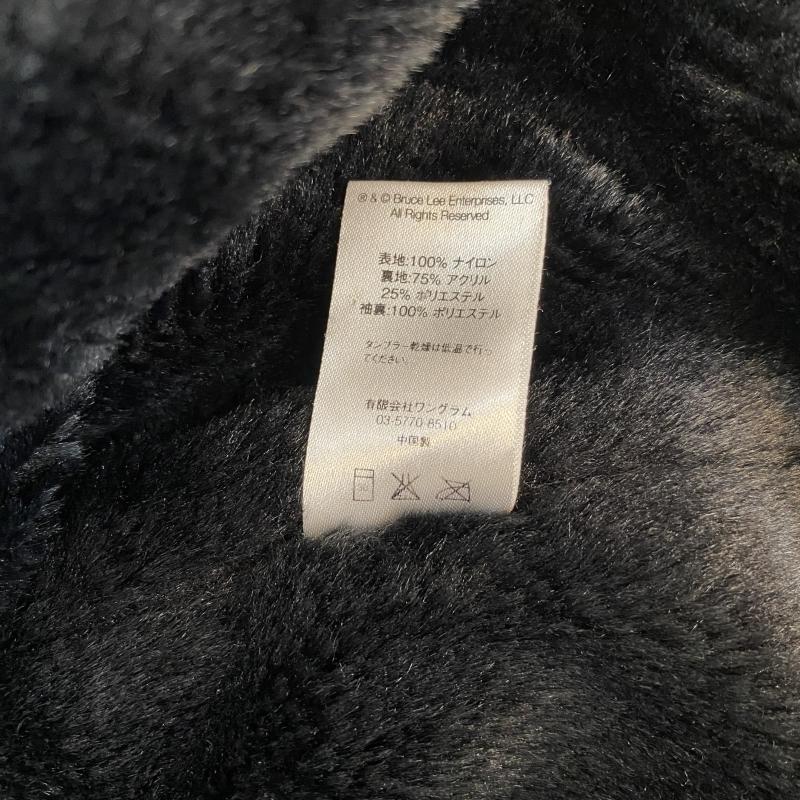 ® & © Bruce Lee Enterprises, LLC
All Rights Reserved
表地:100% ナイロン
裏地:75% アクリル
25% ポリエステル
袖裏:100% ポリエステル
タンブラー乾燥は低温で行っ
てください
有限会社ワングラム
03-5770-8510
中国製